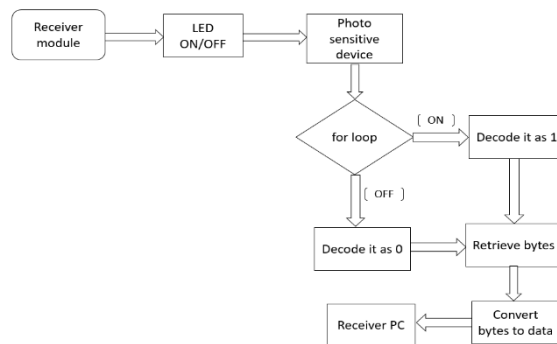 Receiver
module
LED
ON/OFF
Photo
sensitive
device
for loop
[ ON ]
Decode it as 1
[ OFF ]
Decode it as 0
Retrieve bytes
Receiver PC
Convert
bytes to data